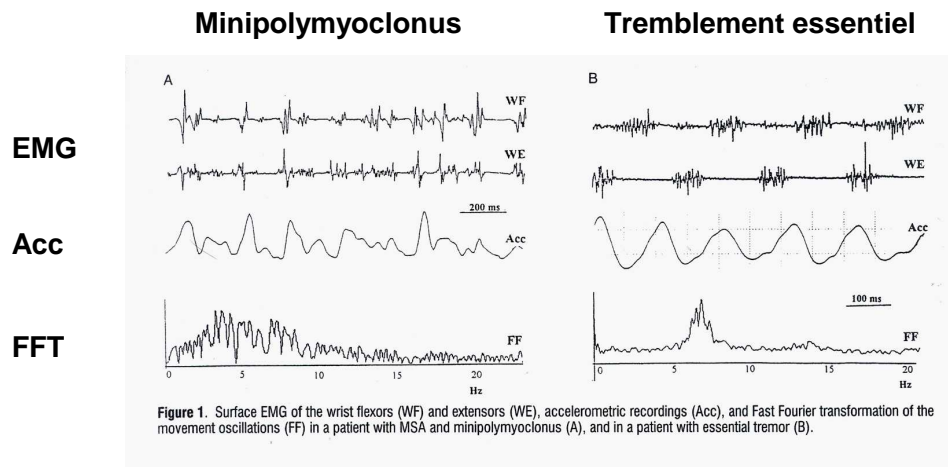 Minipolymyoclonus Tremblement essentiel
EMG
Acc
FFT
A
WF
WE
200 ms
Acc
FF
0 5 10 15 20
Hz
B
WF
WE
Acc
100 ms
FF
0 5 10 15 20
Hz
Figure 1. Surface EMG of the wrist flexors (WF) and extensors (WE), accelerometric recordings (Acc), and Fast Fourier transformation of the
movement oscillations (FF) in a patient with MSA and minipolymyoclonus (A), and in a patient with essential tremor (B).